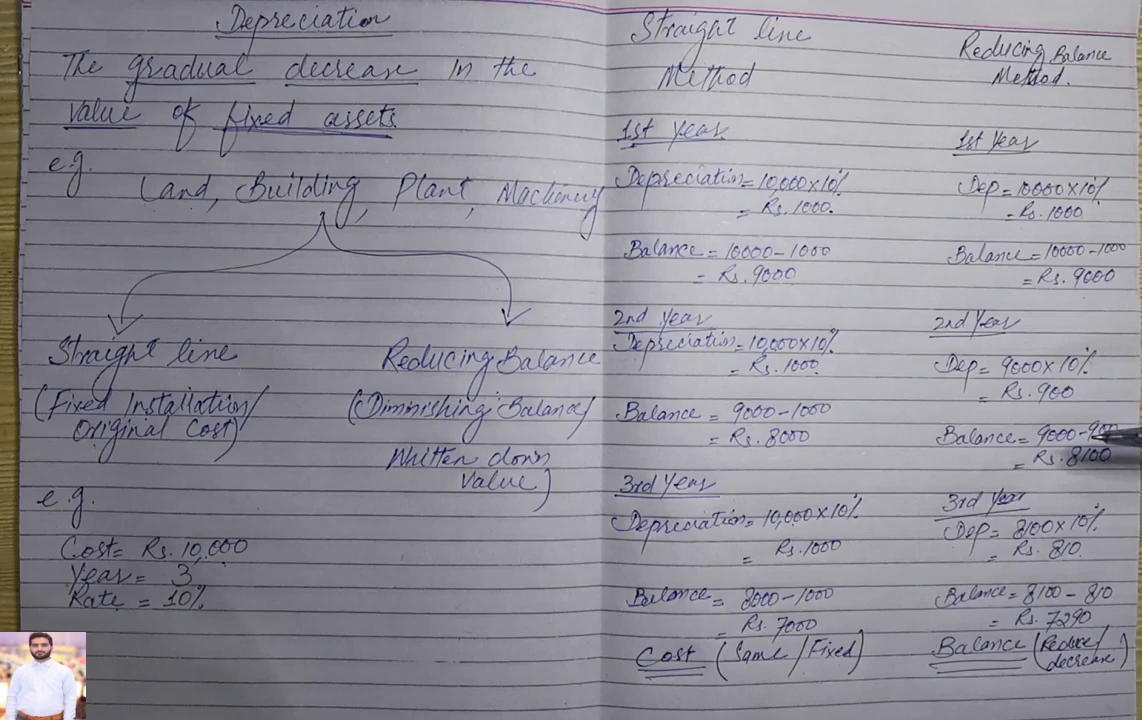 Depreciation
The gradual decrease in the
value of fixed assets.
e.g.
Land, Building, Plant, Machinery
Straight line
(Fixed Installation/
Original Cost)
Reducing Balance
(Diminishing Balance/
Written down
Value)
e.g.
Cost = Rs. 10,000
Year = 3
Rate = 10%
Straight line
Method
1st Year
Depreciation = 10,000 x 10%
= Rs. 1000.
Balance = 10000 - 1000
= Rs. 9000
2nd Year
Depreciation = 10,000 x 10%
= Rs. 1000
Balance = 9000 - 1000
= Rs. 8000
3rd Year
Depreciation = 10,000 x 10%
= Rs. 1000
Balance = 8000 - 1000
= Rs. 7000
Cost (Same/Fixed)
Reducing Balance
Method.
1st Year
Dep = 10000 x 10%
= Rs. 1000
Balance = 10000 - 1000
= Rs. 9000
2nd Year
Dep = 9000 x 10%
= Rs. 900
Balance = 9000 - 900
= Rs. 8100
3rd Year
Dep = 8100 x 10%
= Rs. 810
Balance = 8100 - 810
= Rs. 7290
Balance (Reduce/
decrease)